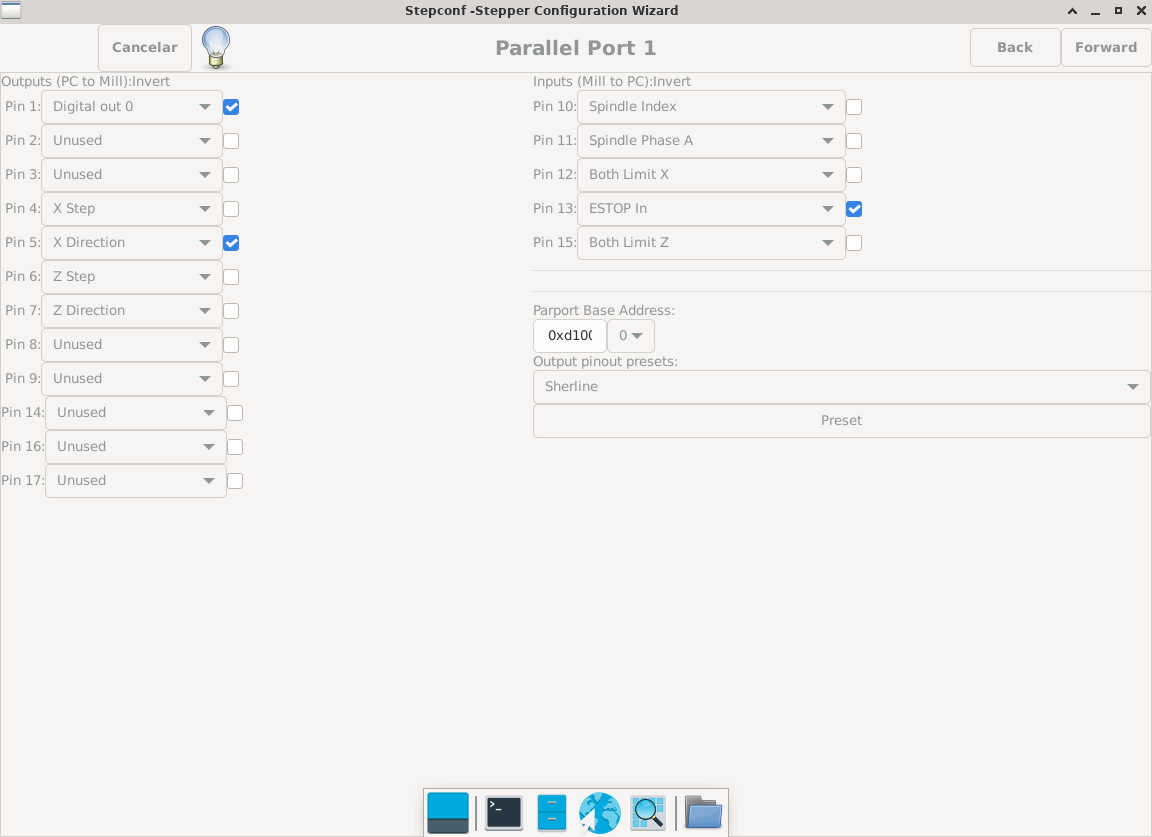 Stepconf -Stepper Configuration Wizard
Cancelar
Parallel Port 1
Back
Forward
Outputs (PC to Mill):Invert
Pin 1: Digital out 0
Pin 2: Unused
Pin 3: Unused
Pin 4: X Step
Pin 5: X Direction
Pin 6: Z Step
Pin 7: Z Direction
Pin 8: Unused
Pin 9: Unused
Pin 14: Unused
Pin 16: Unused
Pin 17: Unused
Inputs (Mill to PC):Invert
Pin 10: Spindle Index
Pin 11: Spindle Phase A
Pin 12: Both Limit X
Pin 13: ESTOP In
Pin 15: Both Limit Z
Parport Base Address:
0xd100 0
Output pinout presets:
Sherline
Preset